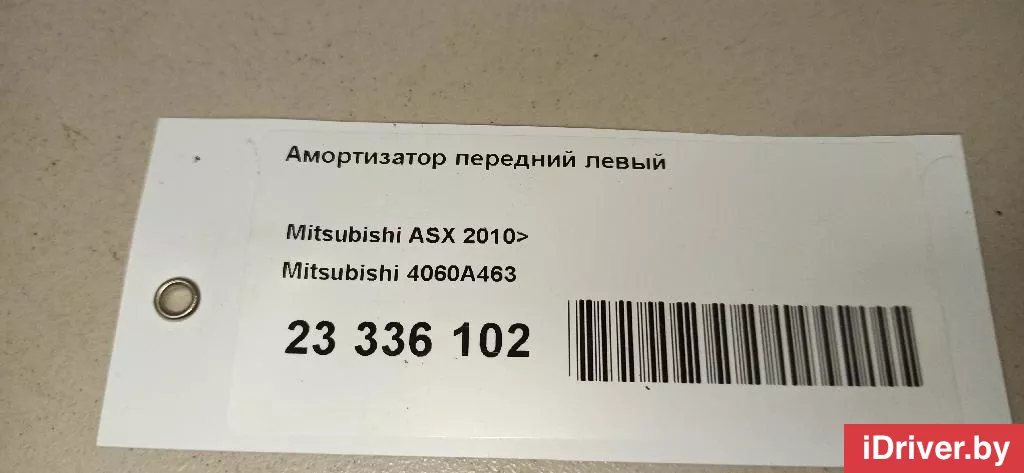 Амортизатор передний левый
Mitsubishi ASX 2010>
Mitsubishi 4060A463
23 336 102
iDriver.by